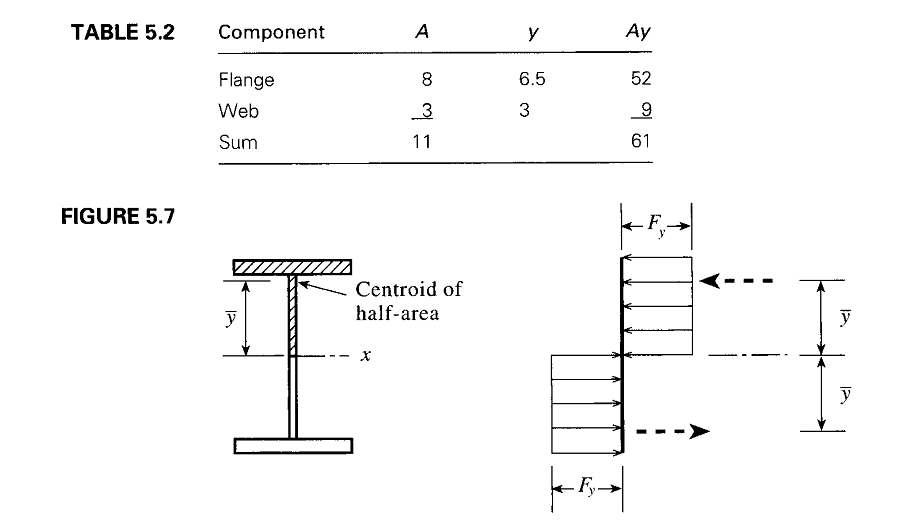 TABLE 5.2 Component A y Ay
Flange 8 6.5 52
Web 3 3 9
Sum 11 61
FIGURE 5.7
F_y
Centroid of
half-area
y̅
x
y̅
y̅
F_y